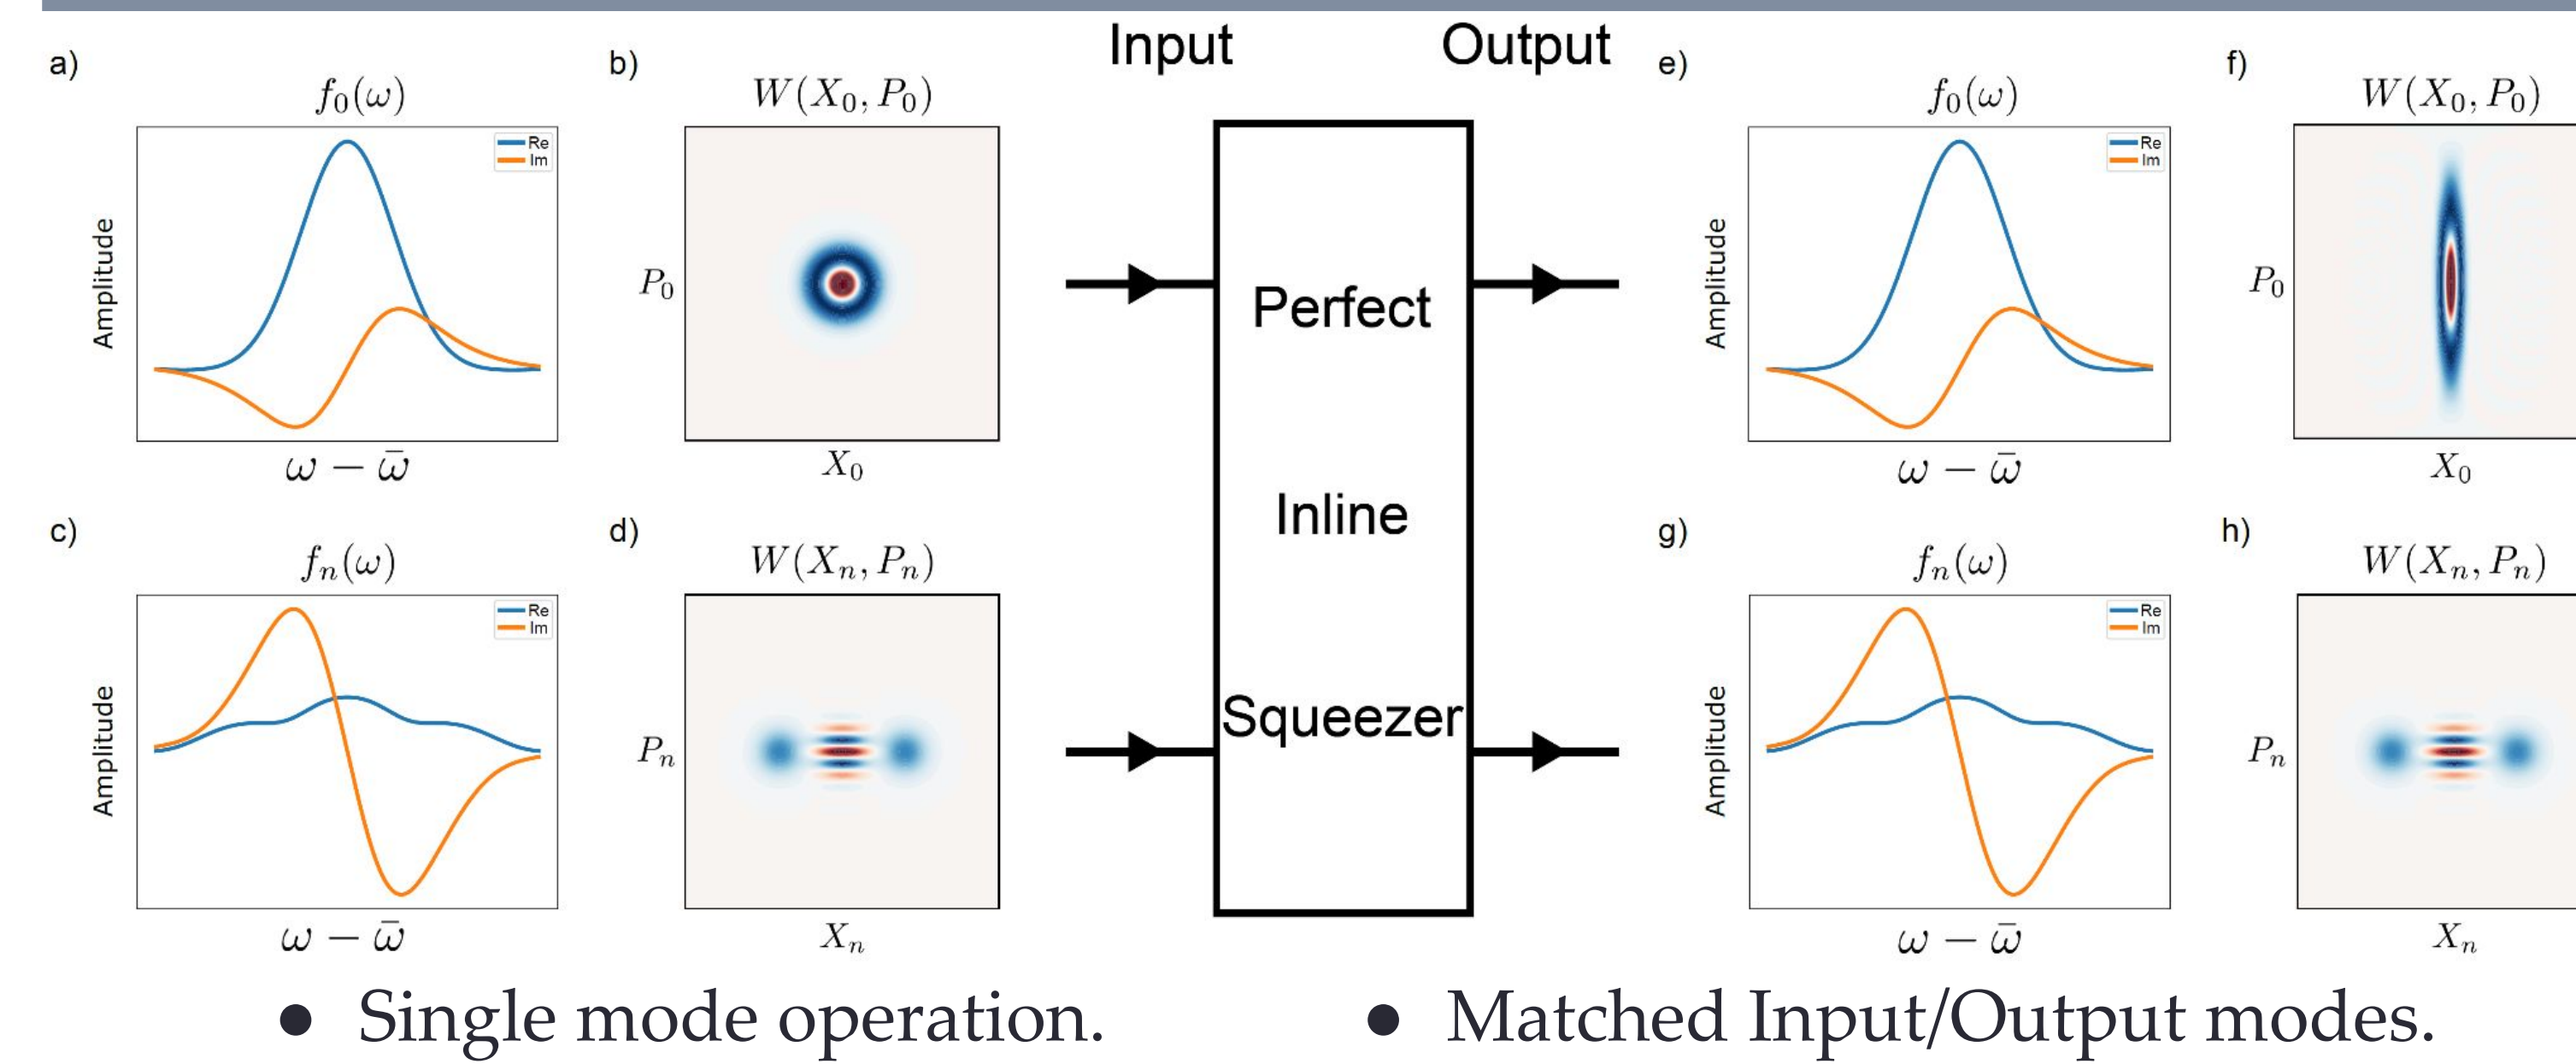 Input
Output
a)
f₀(ω)
Re
Im
Amplitude
ω − ω̄
b)
W(X₀, P₀)
P₀
X₀
e)
f₀(ω)
Re
Im
Amplitude
ω − ω̄
f)
W(X₀, P₀)
P₀
X₀
Perfect
Inline
Squeezer
c)
fₙ(ω)
Re
Im
Amplitude
ω − ω̄
d)
W(Xₙ, Pₙ)
Pₙ
Xₙ
g)
fₙ(ω)
Re
Im
Amplitude
ω − ω̄
h)
W(Xₙ, Pₙ)
Pₙ
Xₙ
● Single mode operation.
● Matched Input/Output modes.